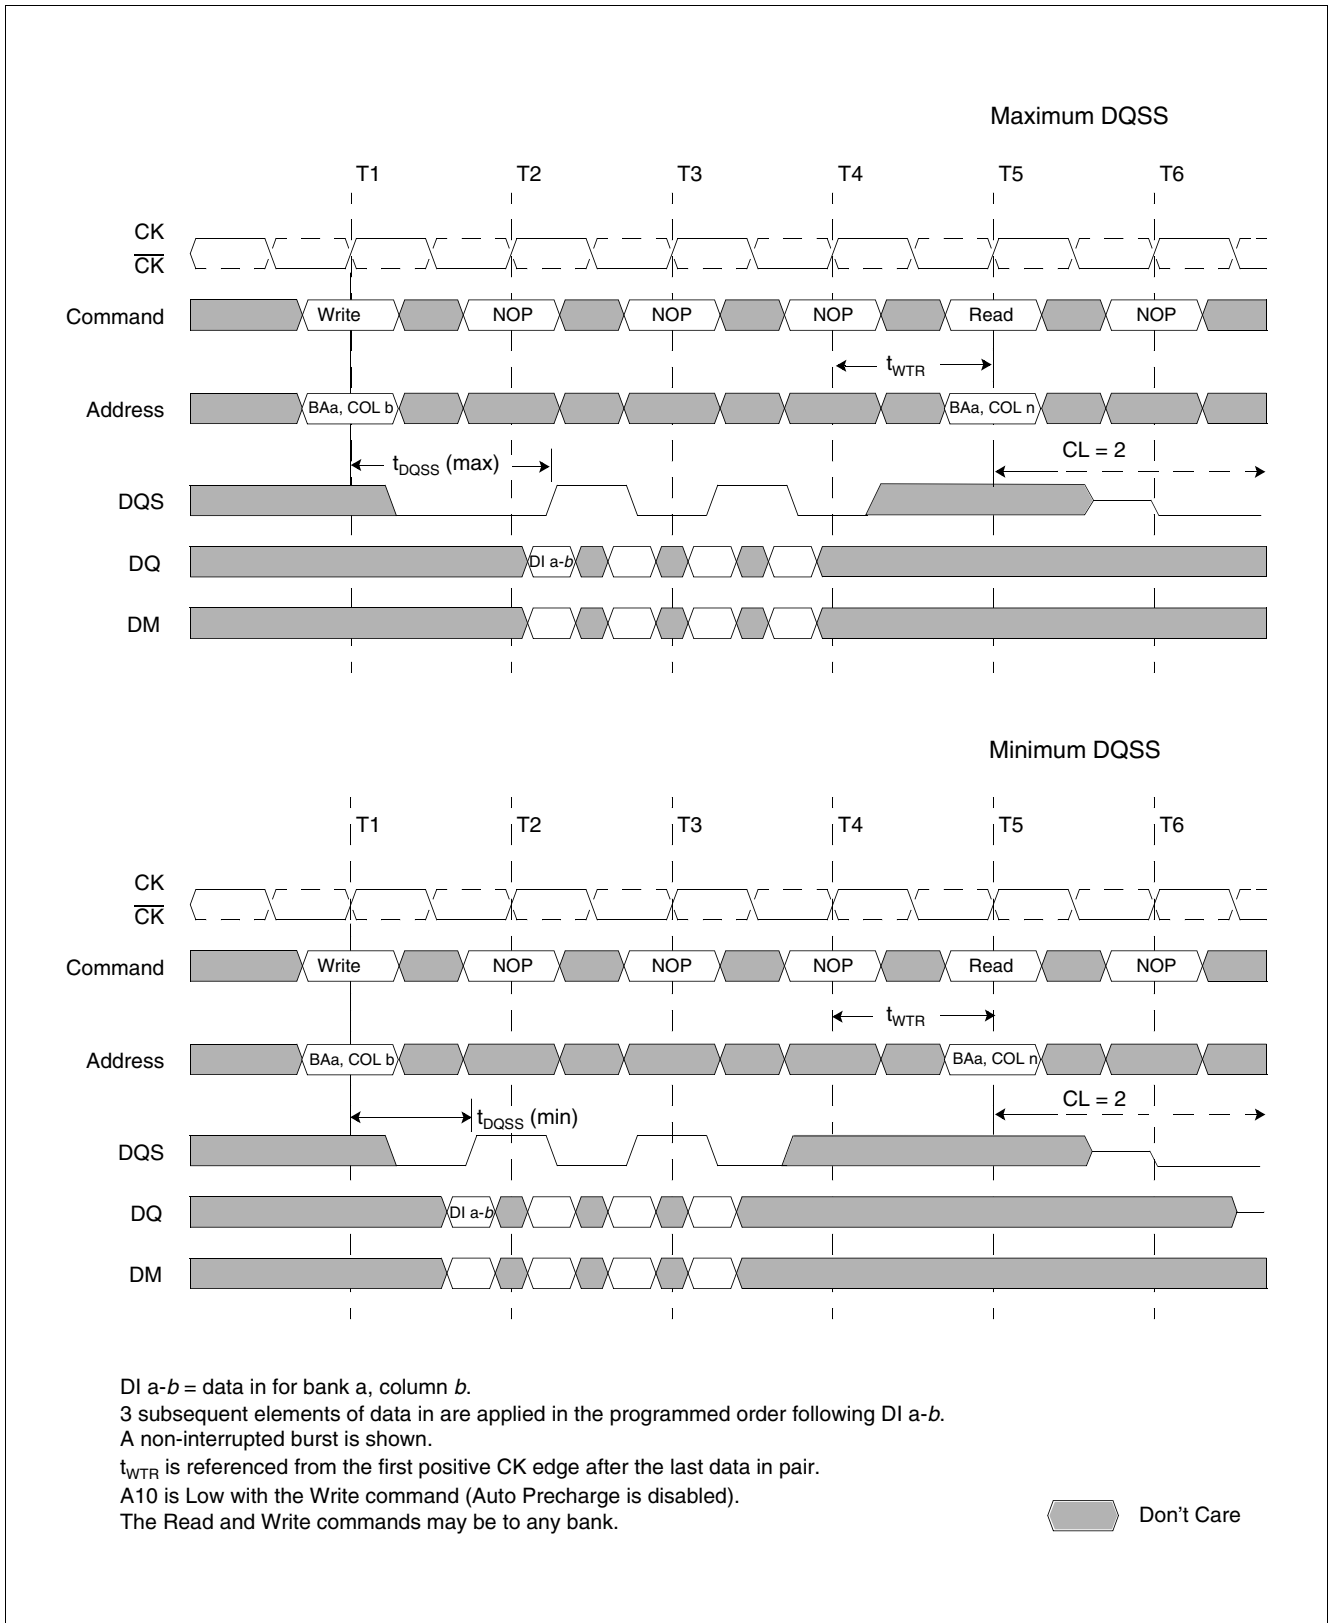 Maximum DQSS
T1 T2 T3 T4 T5 T6
CK
CK
Command Write NOP NOP NOP Read NOP
tWTR
Address BAa, COL b BAa, COL n
tDQSS (max) CL = 2
DQS
DQ DI a-b
DM
Minimum DQSS
T1 T2 T3 T4 T5 T6
CK
CK
Command Write NOP NOP NOP Read NOP
tWTR
Address BAa, COL b BAa, COL n
tDQSS (min) CL = 2
DQS
DQ DI a-b
DM
DI a-b = data in for bank a, column b.
3 subsequent elements of data in are applied in the programmed order following DI a-b.
A non-interrupted burst is shown.
tWTR is referenced from the first positive CK edge after the last data in pair.
A10 is Low with the Write command (Auto Precharge is disabled).
The Read and Write commands may be to any bank.
Don't Care